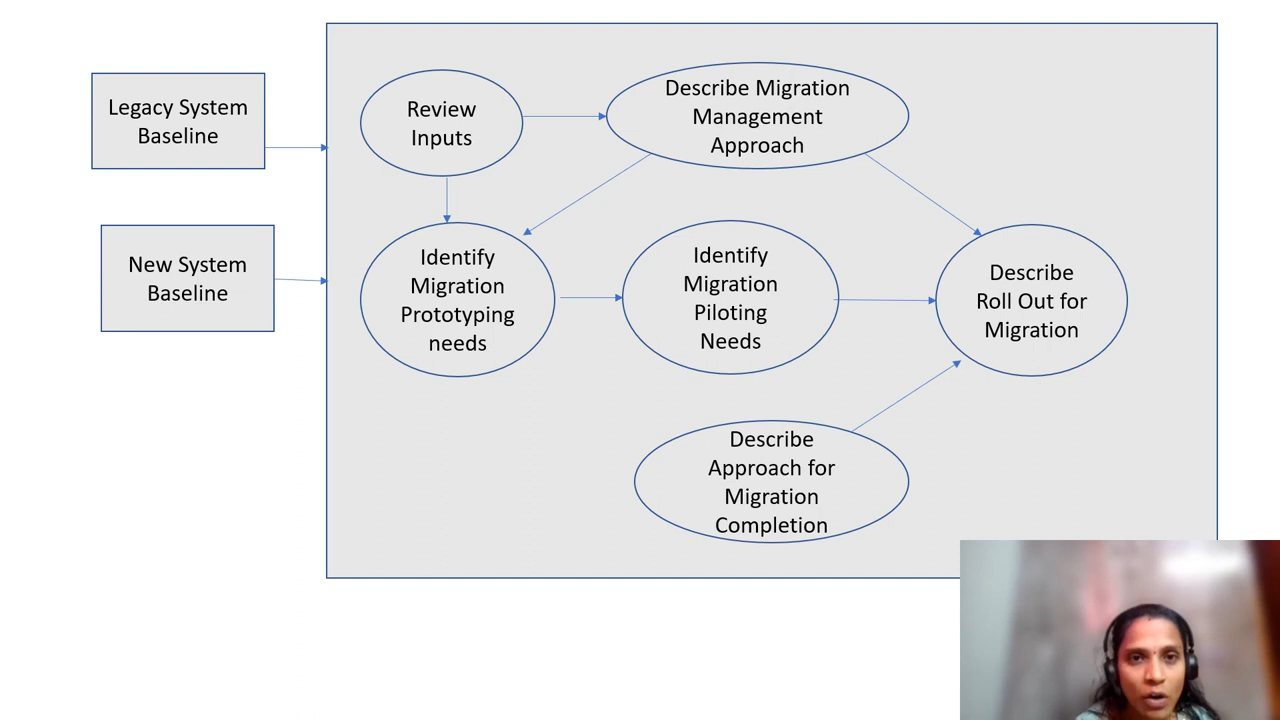 Legacy System
Baseline
New System
Baseline
Review
Inputs
Describe Migration
Management
Approach
Identify
Migration
Prototyping
needs
Identify
Migration
Piloting
Needs
Describe
Roll Out for
Migration
Describe
Approach for
Migration
Completion